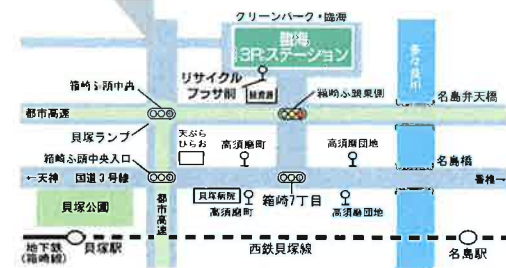 クリーンパーク・臨海
臨海
3Rステーション
リサイクル
プラザ前
多々良川
箱崎ふ頭中央
箱崎ふ頭東側
名島弁天橋
都市高速
貝塚ランプ
天ぷら
ひらお
高須磨町
高須磨団地
名島橋
箱崎ふ頭中央入口
←天神
国道3号線
香椎→
貝塚病院
箱崎7丁目
高須磨町
高須磨団地
貝塚公園
都市高速
地下鉄
(箱崎線)
貝塚駅
西鉄貝塚線
名島駅